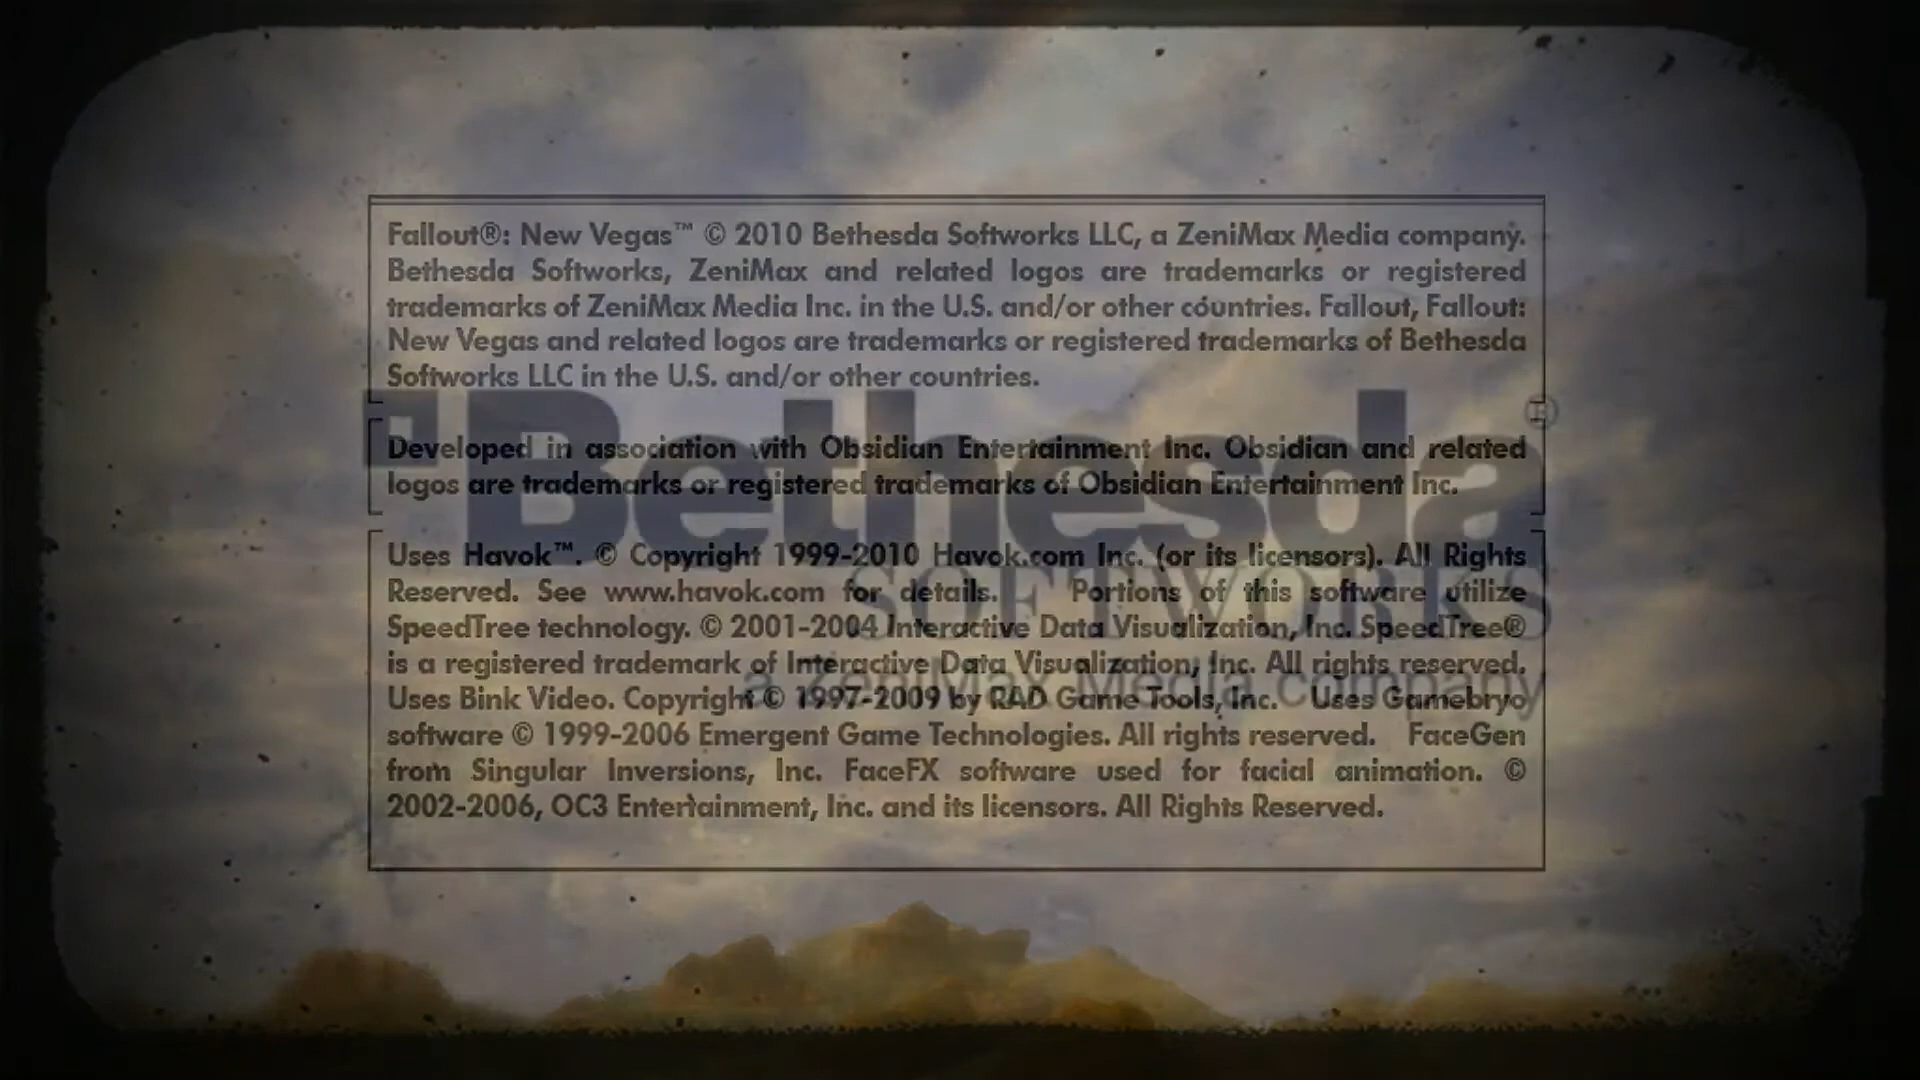 Fallout®: New Vegas™ © 2010 Bethesda Softworks LLC, a ZeniMax Media company.
Bethesda Softworks, ZeniMax and related logos are trademarks or registered
trademarks of ZeniMax Media Inc. in the U.S. and/or other countries. Fallout, Fallout:
New Vegas and related logos are trademarks or registered trademarks of Bethesda
Softworks LLC in the U.S. and/or other countries.
Developed in association with Obsidian Entertainment Inc. Obsidian and related
logos are trademarks or registered trademarks of Obsidian Entertainment Inc.
Uses Havok™. © Copyright 1999-2010 Havok.com Inc. (or its licensors). All Rights
Reserved. See www.havok.com for details. Portions of this software utilize
SpeedTree technology. © 2001-2004 Interactive Data Visualization, Inc. SpeedTree®
is a registered trademark of Interactive Data Visualization, Inc. All rights reserved.
Uses Bink Video. Copyright © 1997-2009 by RAD Game Tools, Inc. Uses Gamebryo
software © 1999-2006 Emergent Game Technologies. All rights reserved. FaceGen
from Singular Inversions, Inc. FaceFX software used for facial animation. ©
2002-2006, OC3 Entertainment, Inc. and its licensors. All Rights Reserved.
Bethesda®
SOFTWORKS
a ZeniMax Media company